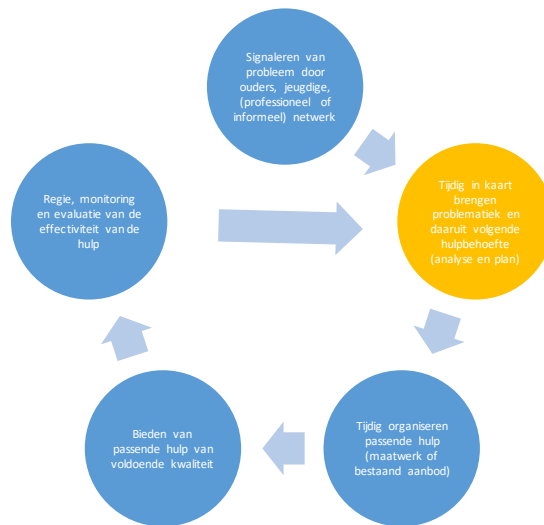 Signaleren van
probleem door
ouders, jeugdige,
(professioneel of
informeel) netwerk
Tijdig in kaart
brengen
problematiek en
daaruit volgende
hulpbehoefte
(analyse en plan)
Tijdig organiseren
passende hulp
(maatwerk of
bestaand aanbod)
Bieden van
passende hulp van
voldoende kwaliteit
Regie, monitoring
en evaluatie van de
effectiviteit van de
hulp